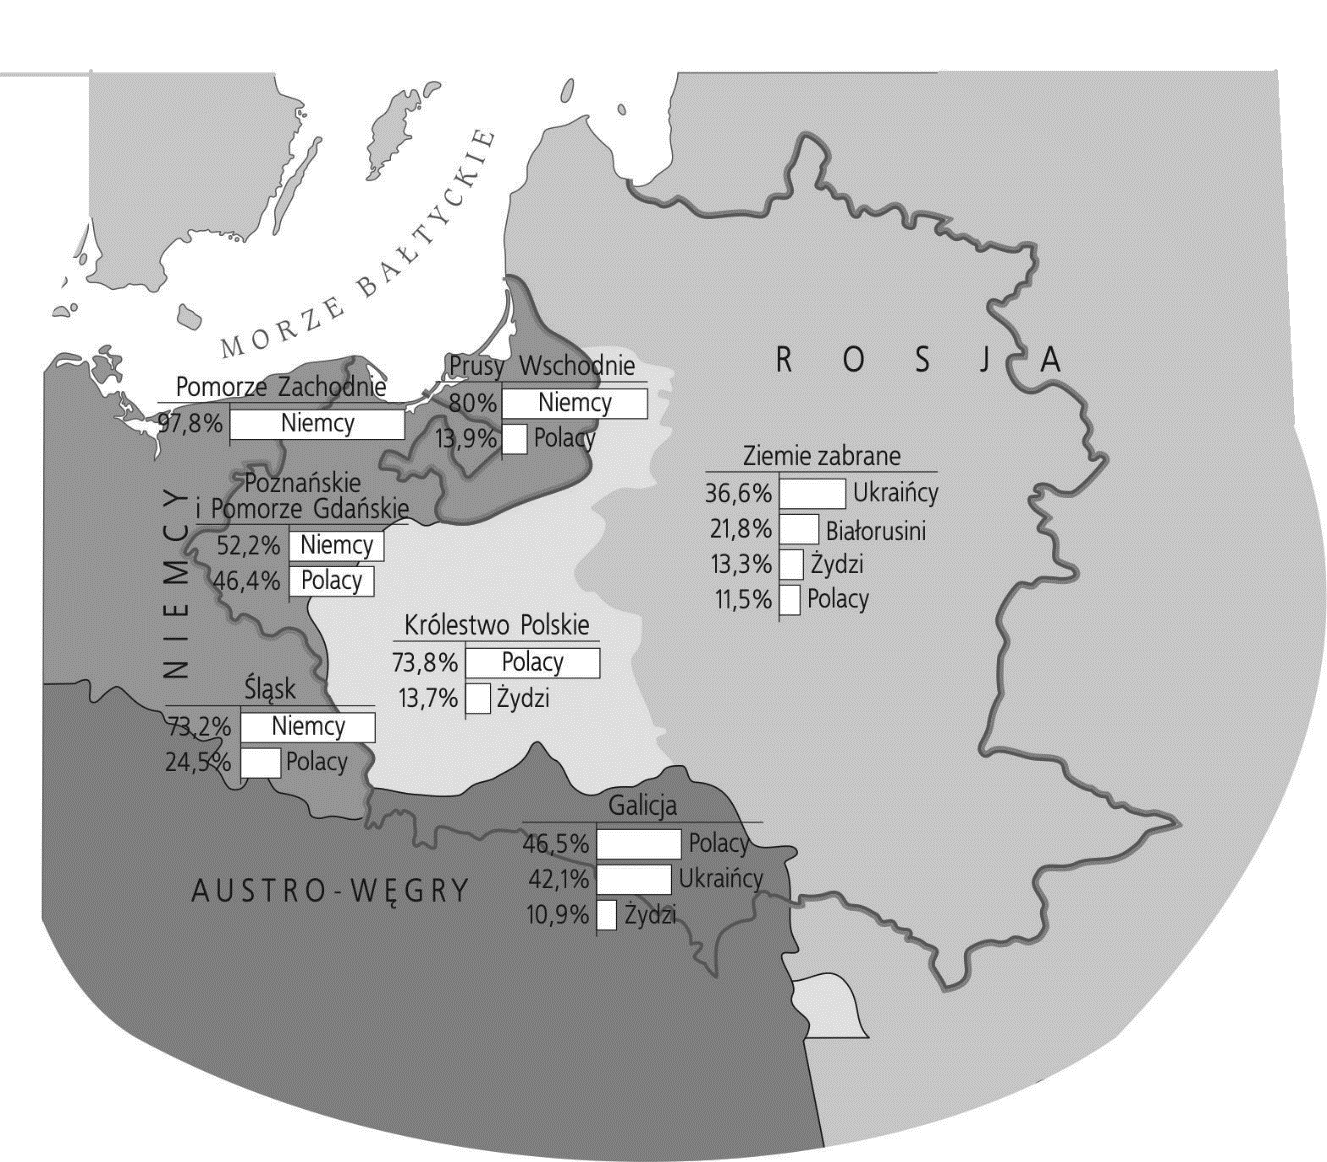 MORZE BAŁTYCKIE
Pomorze Zachodnie
97,8% Niemcy
Prusy Wschodnie
80% Niemcy
13,9% Polacy
ROSJA
Poznańskie
i Pomorze Gdańskie
52,2% Niemcy
46,4% Polacy
Ziemie zabrane
36,6% Ukraińcy
21,8% Białorusini
13,3% Żydzi
11,5% Polacy
NIEMCY
Królestwo Polskie
73,8% Polacy
13,7% Żydzi
Śląsk
73,2% Niemcy
24,5% Polacy
Galicja
46,5% Polacy
42,1% Ukraińcy
10,9% Żydzi
AUSTRO-WĘGRY